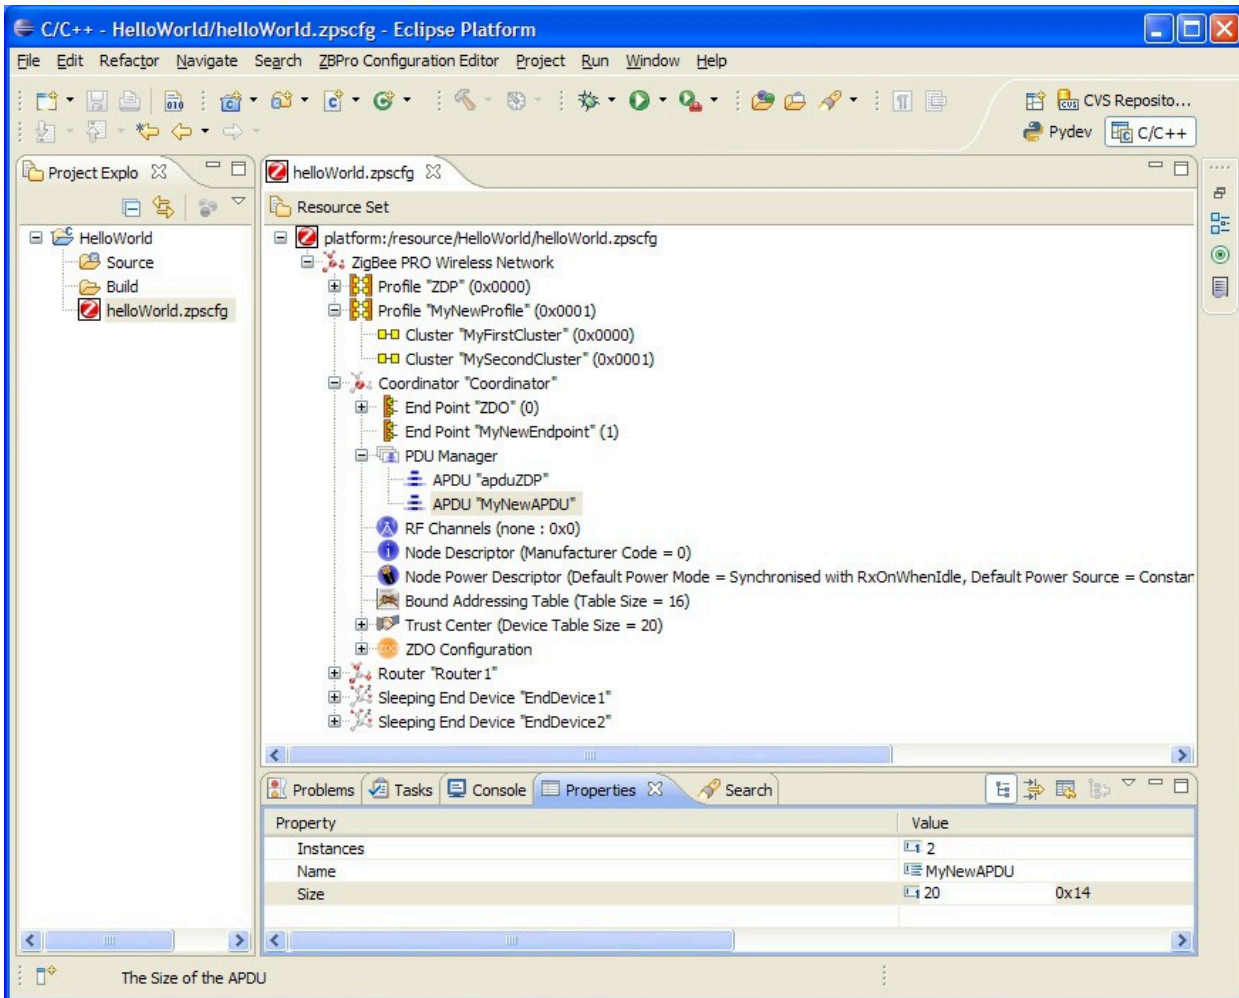 C/C++ - HelloWorld/helloWorld.zpscfg - Eclipse Platform
File Edit Refactor Navigate Search ZBPro Configuration Editor Project Run Window Help
CVS Reposito...
Pydev C/C++
Project Explo
helloWorld.zpscfg
Resource Set
HelloWorld
Source
Build
helloWorld.zpscfg
platform:/resource/HelloWorld/helloWorld.zpscfg
ZigBee PRO Wireless Network
Profile "ZDP" (0x0000)
Profile "MyNewProfile" (0x0001)
Cluster "MyFirstCluster" (0x0000)
Cluster "MySecondCluster" (0x0001)
Coordinator "Coordinator"
End Point "ZDO" (0)
End Point "MyNewEndpoint" (1)
PDU Manager
APDU "apduZDP"
APDU "MyNewAPDU"
RF Channels (none : 0x0)
Node Descriptor (Manufacturer Code = 0)
Node Power Descriptor (Default Power Mode = Synchronised with RxOnWhenIdle, Default Power Source = Constar
Bound Addressing Table (Table Size = 16)
Trust Center (Device Table Size = 20)
ZDO Configuration
Router "Router1"
Sleeping End Device "EndDevice1"
Sleeping End Device "EndDevice2"
Problems Tasks Console Properties Search
Property Value
Instances 2
Name MyNewAPDU
Size 20 0x14
The Size of the APDU